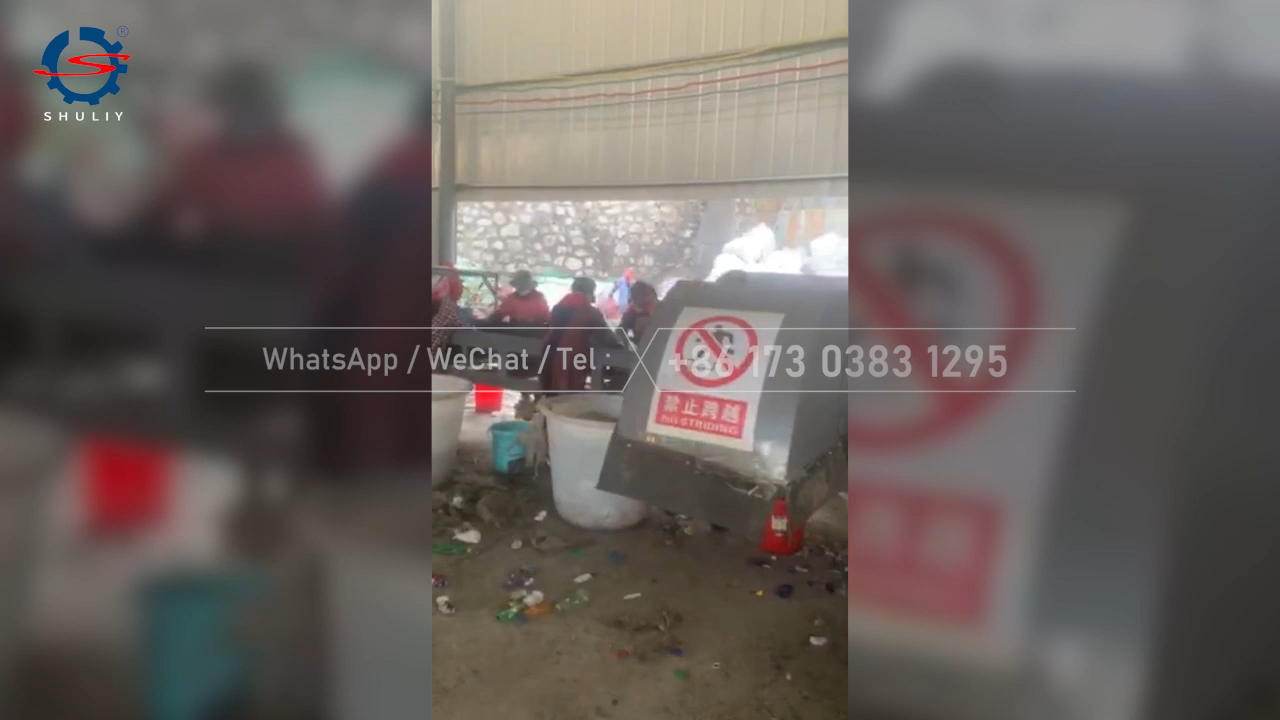 ®
SHULIY
WhatsApp / WeChat / Tel : +86 173 0383 1295
禁止跨越
NO STRIDING